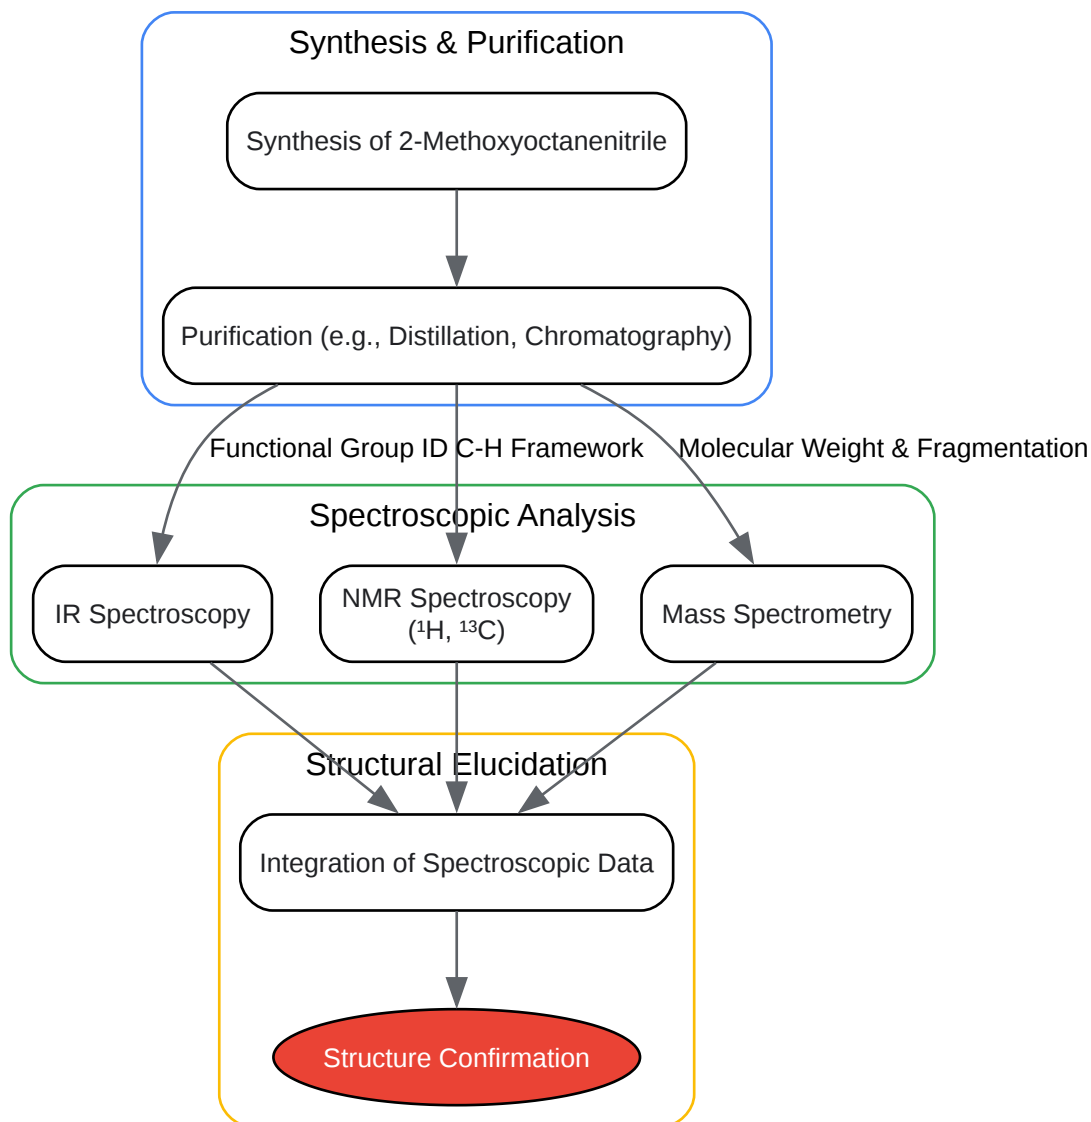 Synthesis & Purification
Synthesis of 2-Methoxyoctanenitrile
Purification (e.g., Distillation, Chromatography)
Functional Group ID
C-H Framework
Molecular Weight & Fragmentation
Spectroscopic Analysis
IR Spectroscopy
NMR Spectroscopy
(¹H, ¹³C)
Mass Spectrometry
Structural Elucidation
Integration of Spectroscopic Data
Structure Confirmation